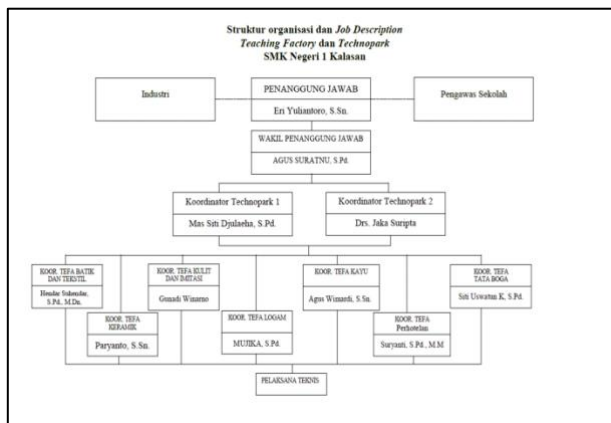 Struktur organisasi dan Job Description
Teaching Factory dan Technopark
SMK Negeri 1 Kalasan
Industri
PENANGGUNG JAWAB
Eri Yuliantoro, S.Sn.
Pengawas Sekolah
WAKIL PENANGGUNG JAWAB
AGUS SURATNU, S.Pd.
Koordinator Technopark 1
Mas Siti Djulaeha, S.Pd.
Koordinator Technopark 2
Drs. Jaka Suripta
KOOR. TEFA BATIK
DAN TEKSTIL
Hendar Suhendar,
S.Pd., M.Dn.
KOOR. TEFA KULIT
DAN IMITASI
Gunadi Winarno
KOOR. TEFA KAYU
Agus Winardi, S.Sn.
KOOR. TEFA
TATA BOGA
Siti Uswatun K, S.Pd.
KOOR. TEFA
KERAMIK
Paryanto, S.Sn.
KOOR. TEFA LOGAM
MUJIKA, S.Pd.
KOOR. TEFA
Perhotelan
Suryanti, S.Pd., M.M
PELAKSANA TEKNIS